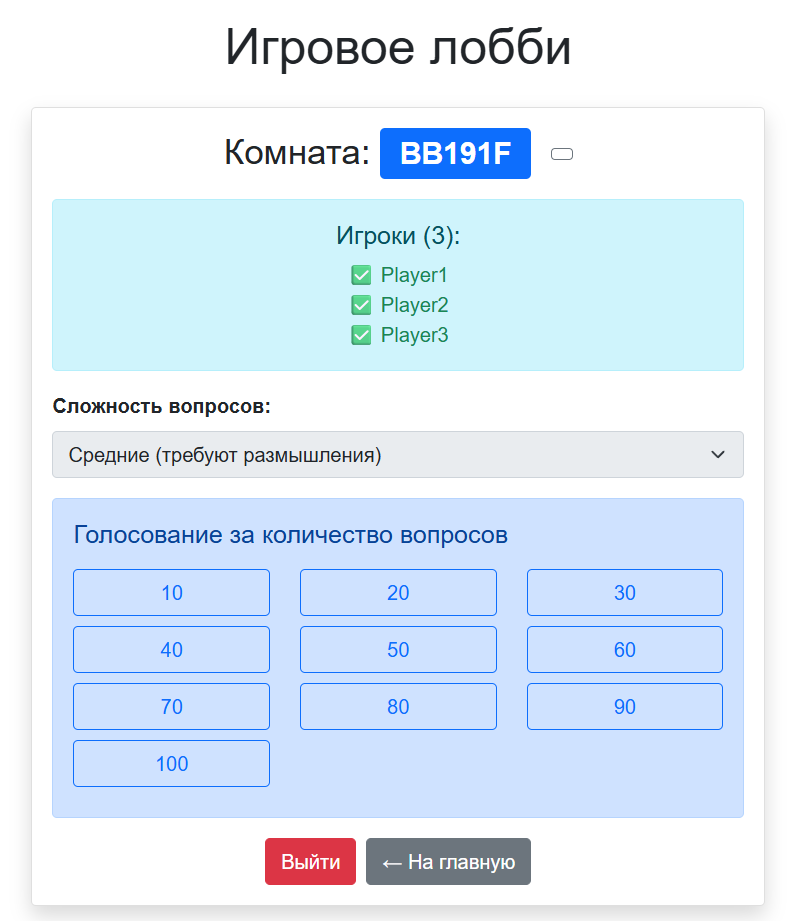 Игровое лобби
Комната: BB191F
Игроки (3):
✅ Player1
✅ Player2
✅ Player3
Сложность вопросов:
Средние (требуют размышления)
Голосование за количество вопросов
10 20 30
40 50 60
70 80 90
100
Выйти ← На главную